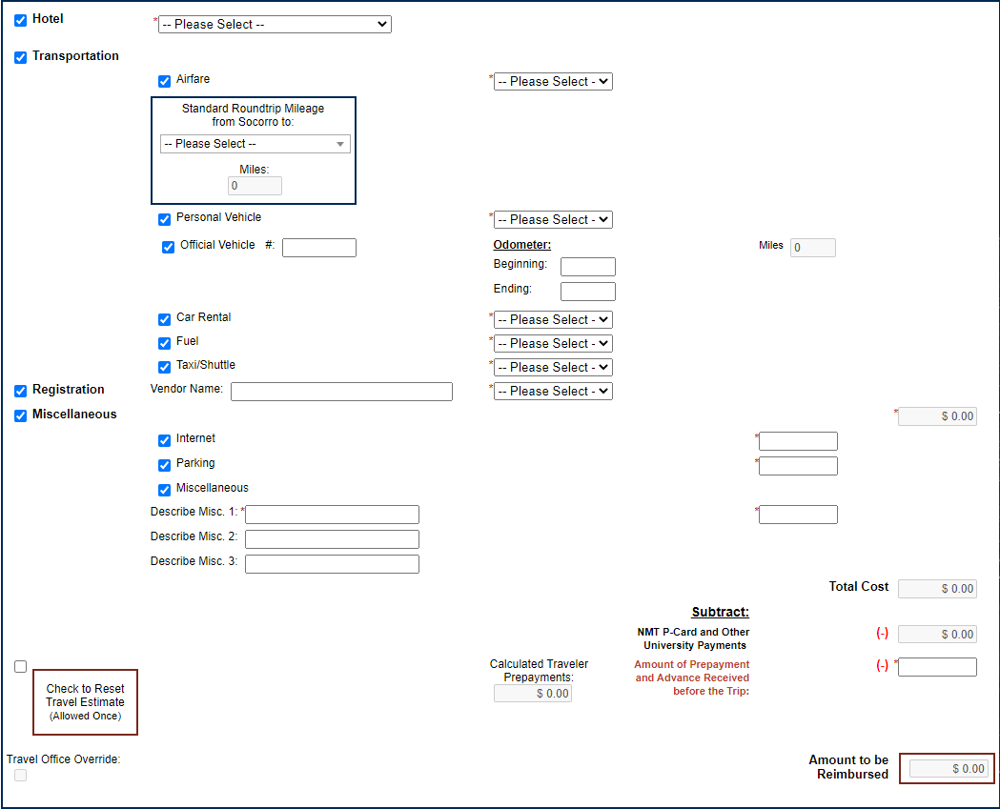 Hotel
* -- Please Select --
Transportation
Airfare * -- Please Select -
Standard Roundtrip Mileage
from Socorro to:
-- Please Select --
Miles:
0
Personal Vehicle * -- Please Select -
Official Vehicle #: Odometer: Miles 0
Beginning:
Ending:
Car Rental * -- Please Select -
Fuel * -- Please Select -
Taxi/Shuttle * -- Please Select -
Registration Vendor Name: * -- Please Select -
Miscellaneous * $ 0.00
Internet *
Parking *
Miscellaneous
Describe Misc. 1: * *
Describe Misc. 2:
Describe Misc. 3:
Total Cost $ 0.00
Subtract:
NMT P-Card and Other
University Payments
(-) $ 0.00
Calculated Traveler
Prepayments:
$ 0.00
Amount of Prepayment
and Advance Received
before the Trip:
(-) *
Check to Reset
Travel Estimate
(Allowed Once)
Travel Office Override:
Amount to be
Reimbursed
$ 0.00